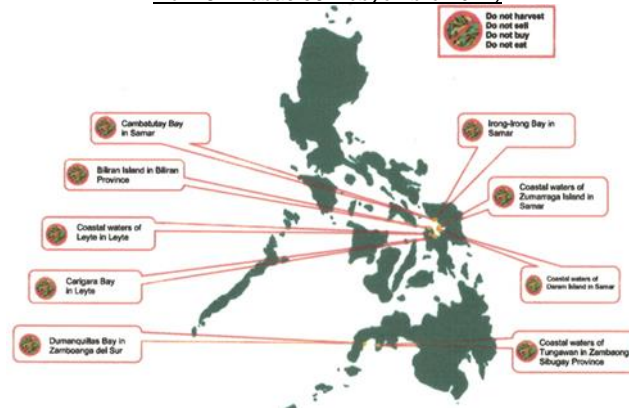 Do not harvest
Do not sell
Do not buy
Do not eat
Cambatutay Bay
in Samar
Irong-Irong Bay in
Samar
Biliran Island in Biliran
Province
Coastal waters of
Zumarraga Island in
Samar
Coastal waters of
Leyte in Leyte
Carigara Bay
in Leyte
Coastal waters of
Daram Island in Samar
Dumanquillas Bay in
Zamboanga del Sur
Coastal waters of
Tungawan in Zamboang
Sibugay Province